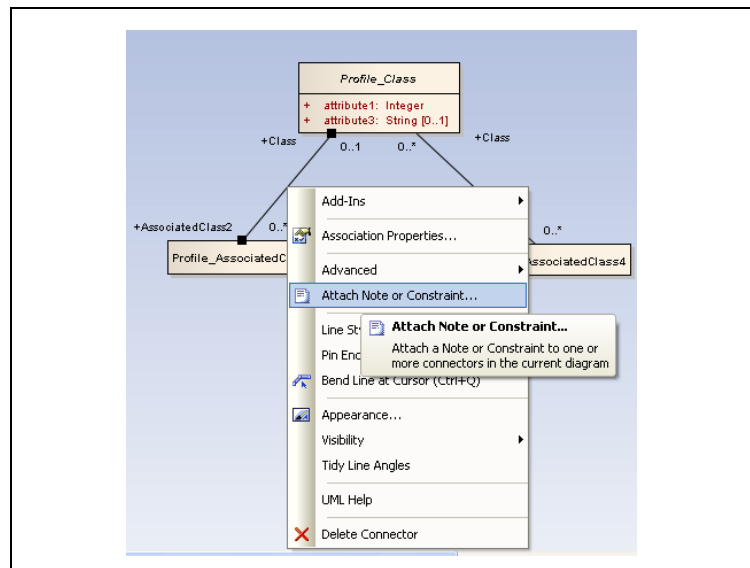 Profile_Class
+ attribute1: Integer
+ attribute3: String [0..1]
+Class
0..1
0..*
+Class
Add-Ins
+AssociatedClass2
0..*
Association Properties...
0..*
Profile_AssociatedC
AssociatedClass4
Advanced
Attach Note or Constraint...
Attach Note or Constraint...
Line St
Attach a Note or Constraint to one or
Pin Enc
more connectors in the current diagram
Bend Line at Cursor (Ctrl+Q)
Appearance...
Visibility
Tidy Line Angles
UML Help
Delete Connector